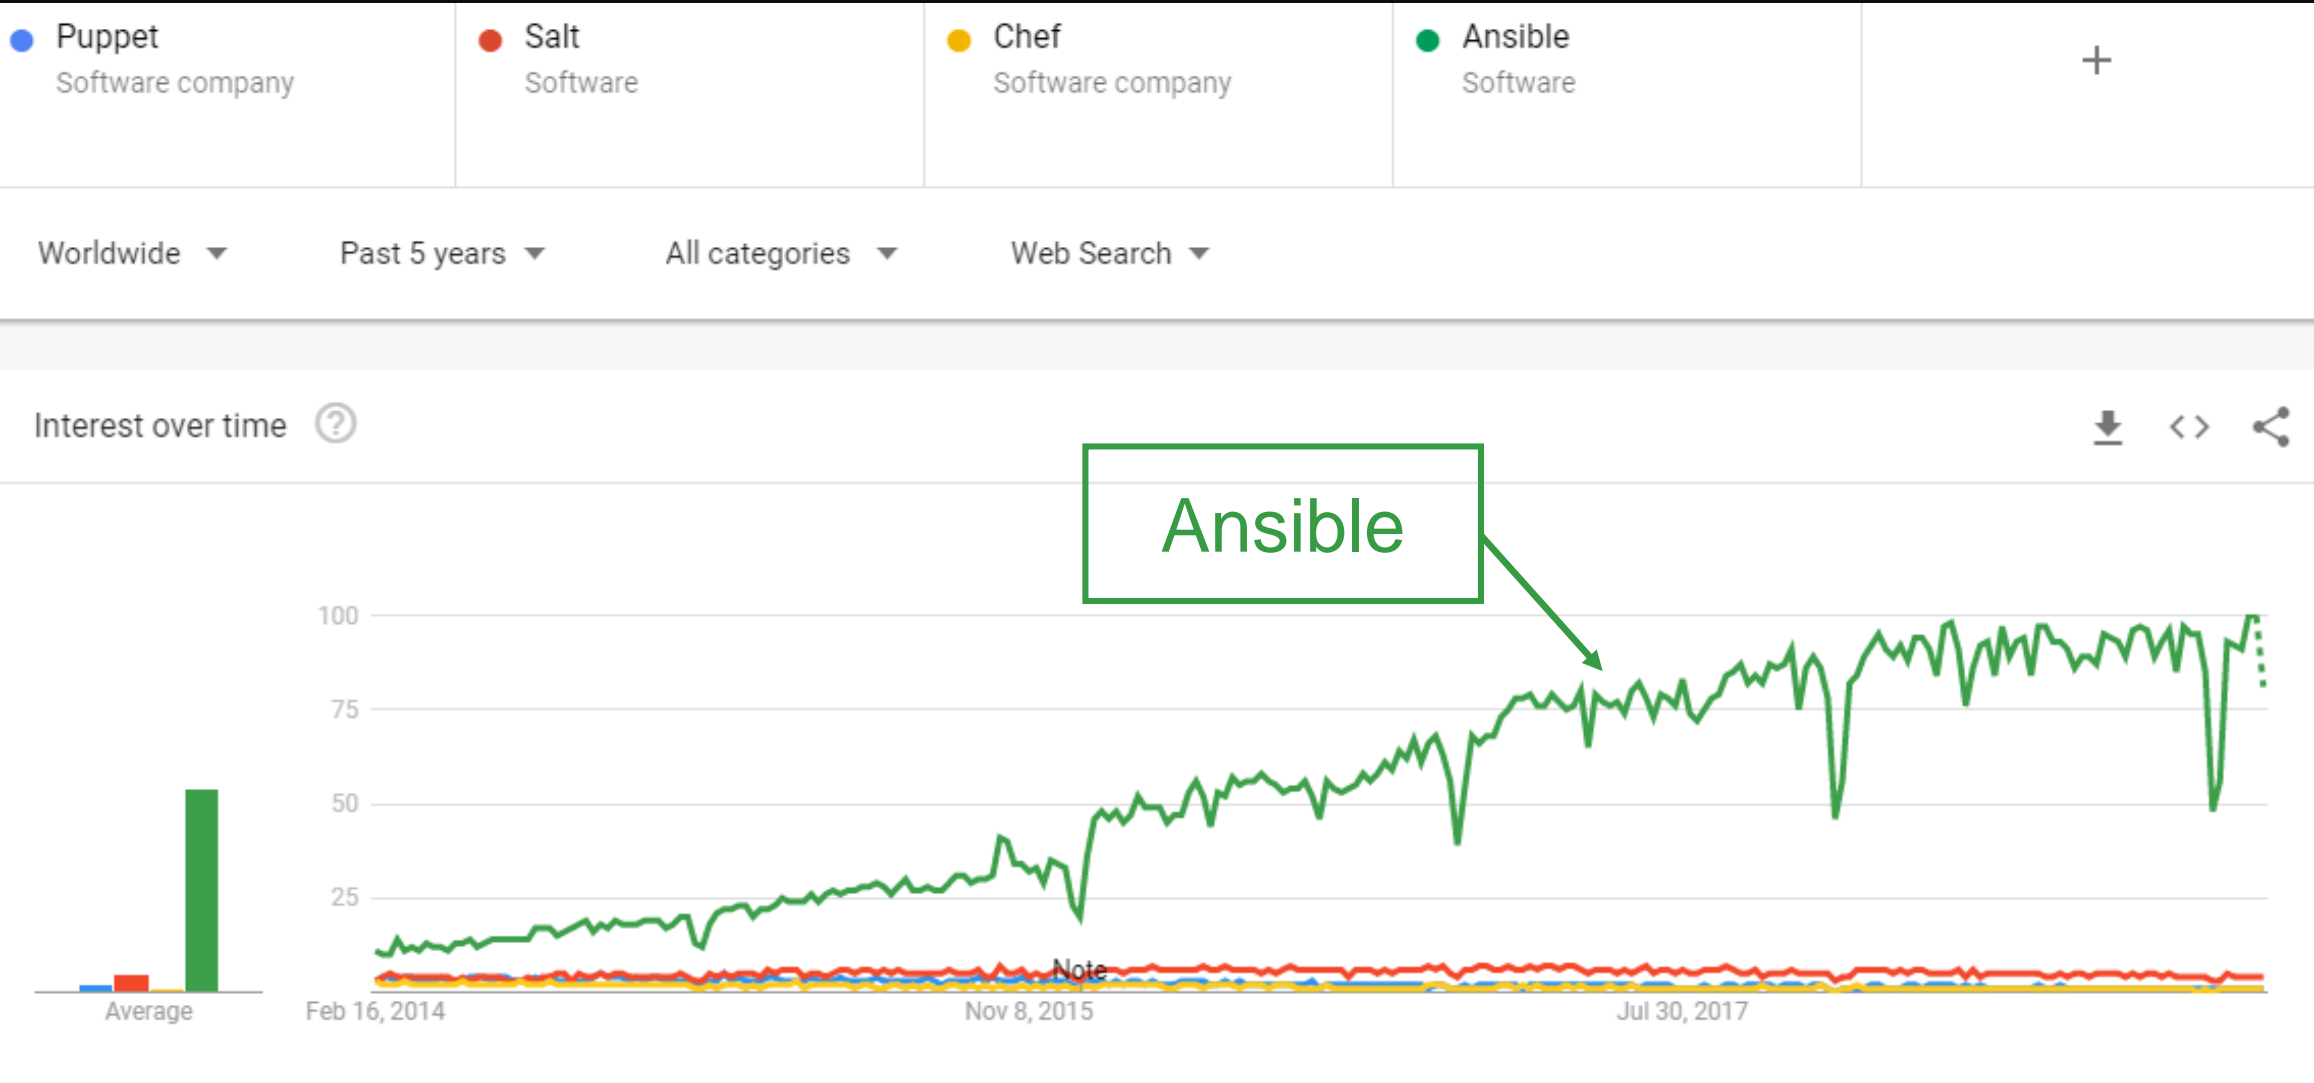 Puppet
Software company
Salt
Software
Chef
Software company
Ansible
Software
+
Worldwide
Past 5 years
All categories
Web Search
Interest over time
?
Ansible
100
75
50
25
Note
Average
Feb 16, 2014
Nov 8, 2015
Jul 30, 2017